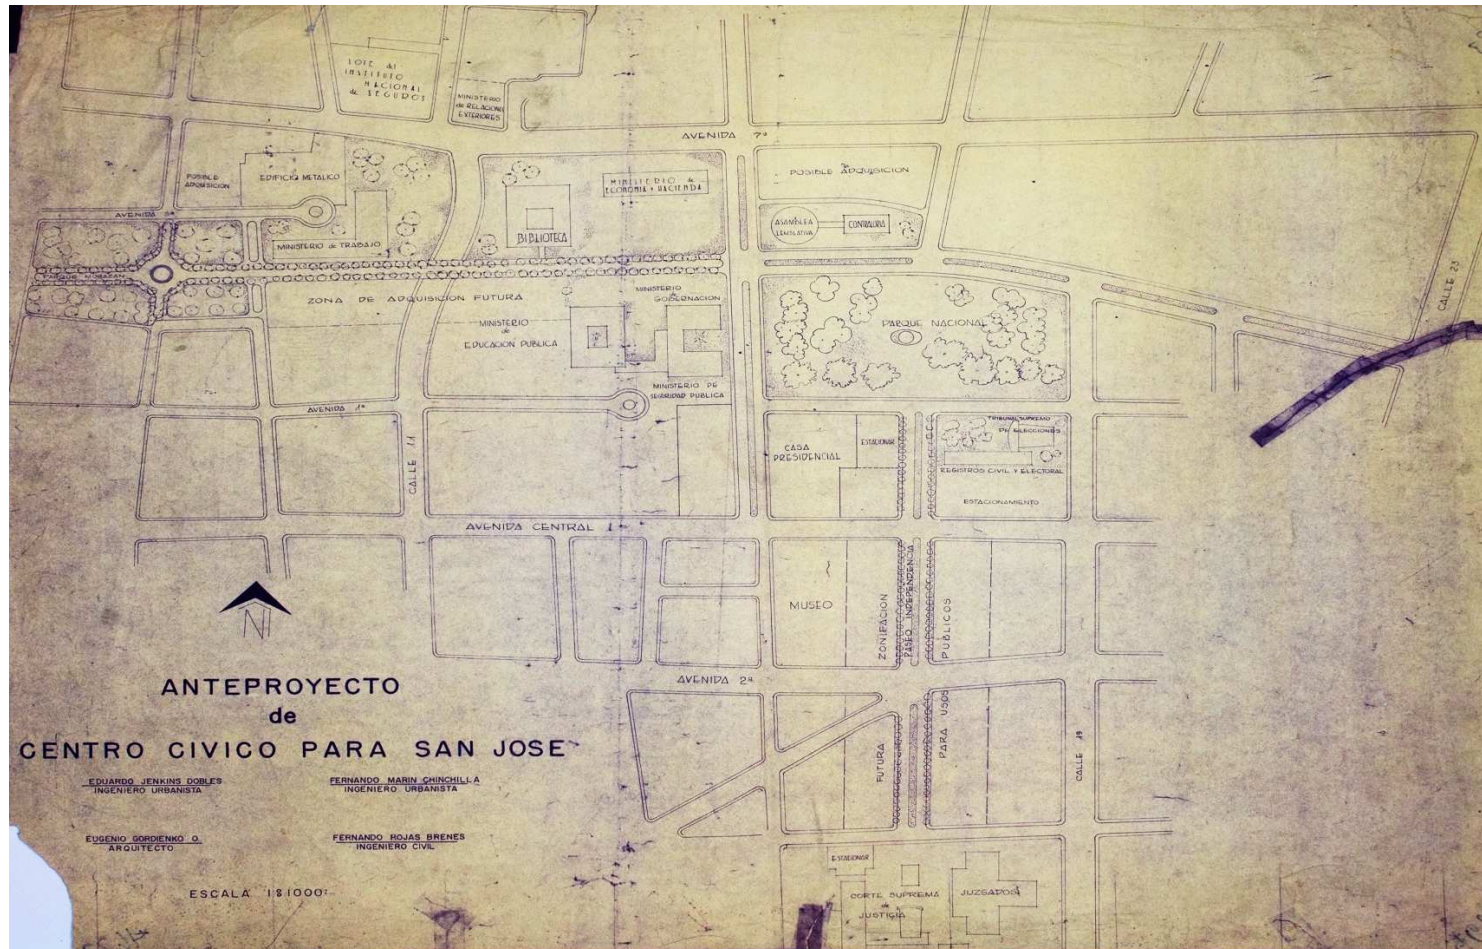 LOTE del
INSTITUTO
NACIONAL
de SEGUROS
MINISTERIO
de RELACIONES
EXTERIORES
AVENIDA 7ª
POSIBLE
ADQUISICION
EDIFICIO METALICO
MINISTERIO de
ECONOMIA Y HACIENDA
POSIBLE ADQUISICION
AVENIDA 5ª
MINISTERIO de TRABAJO
BIBLIOTECA
ASAMBLEA
LEGISLATIVA
CONTRALORIA
PARQUE MORAZAN
ZONA DE ADQUISICION FUTURA
MINISTERIO
de
GOBERNACION
MINISTERIO
de
EDUCACION PUBLICA
PARQUE NACIONAL
CALLE 23
MINISTERIO DE
SEGURIDAD PUBLICA
AVENIDA 1ª
CALLE 11
CASA
PRESIDENCIAL
ESTACIONAR
TRIBUNAL SUPREMO
DE ELECCIONES
REGISTROS CIVIL Y ELECTORAL
ESTACIONAMIENTO
AVENIDA CENTRAL
MUSEO
ZONIFICACION
PASEO INDEPENDENCIA
PUBLICOS
AVENIDA 2ª
FUTURA
PARA USOS
CALLE 19
N
ANTEPROYECTO
de
CENTRO CIVICO PARA SAN JOSE
EDUARDO JENKINS DOBLES
INGENIERO URBANISTA
FERNANDO MARIN CHINCHILLA
INGENIERO URBANISTA
EUGENIO GORDIENKO O.
ARQUITECTO
FERNANDO ROJAS BRENES
INGENIERO CIVIL
ESCALA 1:1000
ESTACIONAR
CORTE SUPREMA
de
JUSTICIA
JUZGADOS